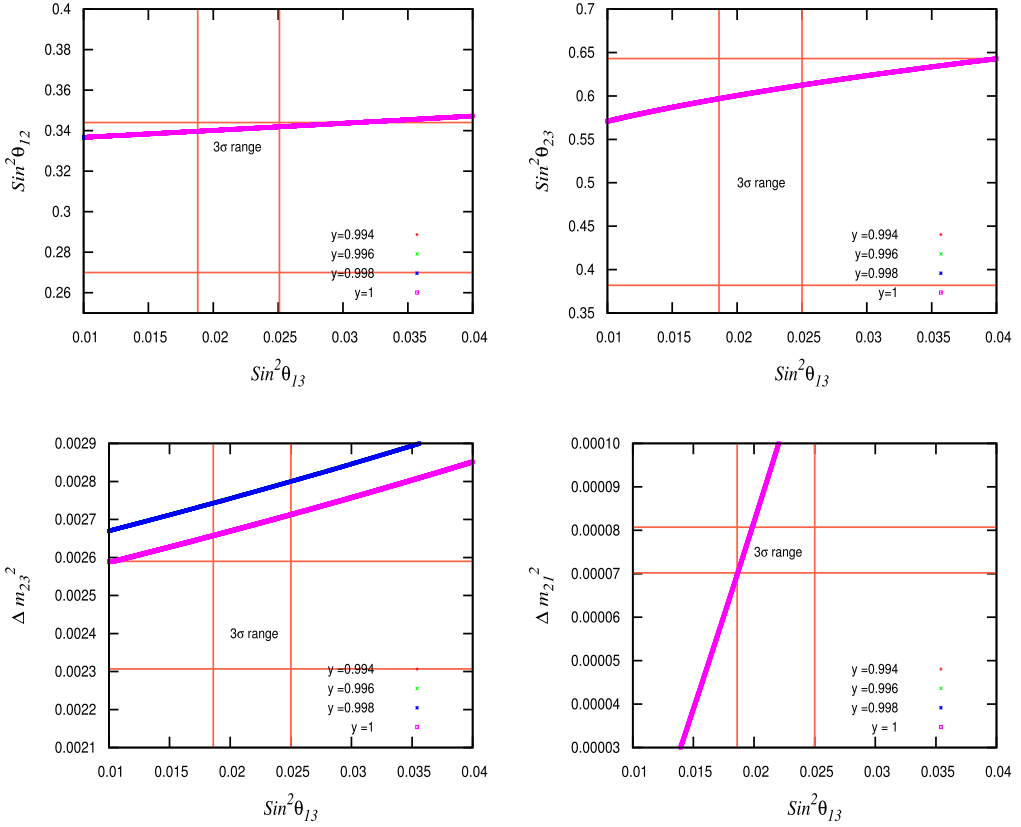 0.4
0.38
0.36
0.34
0.32
0.3
0.28
0.26
Sin²θ₁₂
3σ range
y=0.994
y=0.996
y=0.998
y=1
0.01 0.015 0.02 0.025 0.03 0.035 0.04
Sin²θ₁₃
0.7
0.65
0.6
0.55
0.5
0.45
0.4
0.35
Sin²θ₂₃
3σ range
y =0.994
y =0.996
y =0.998
y=1
0.01 0.015 0.02 0.025 0.03 0.035 0.04
Sin²θ₁₃
0.0029
0.0028
0.0027
0.0026
0.0025
0.0024
0.0023
0.0022
0.0021
Δ m₂₃²
3σ range
y =0.994
y =0.996
y =0.998
y =1
0.01 0.015 0.02 0.025 0.03 0.035 0.04
Sin²θ₁₃
0.00010
0.00009
0.00008
0.00007
0.00006
0.00005
0.00004
0.00003
Δ m₂₁²
3σ range
y =0.994
y =0.996
y =0.998
y = 1
0.01 0.015 0.02 0.025 0.03 0.035 0.04
Sin²θ₁₃